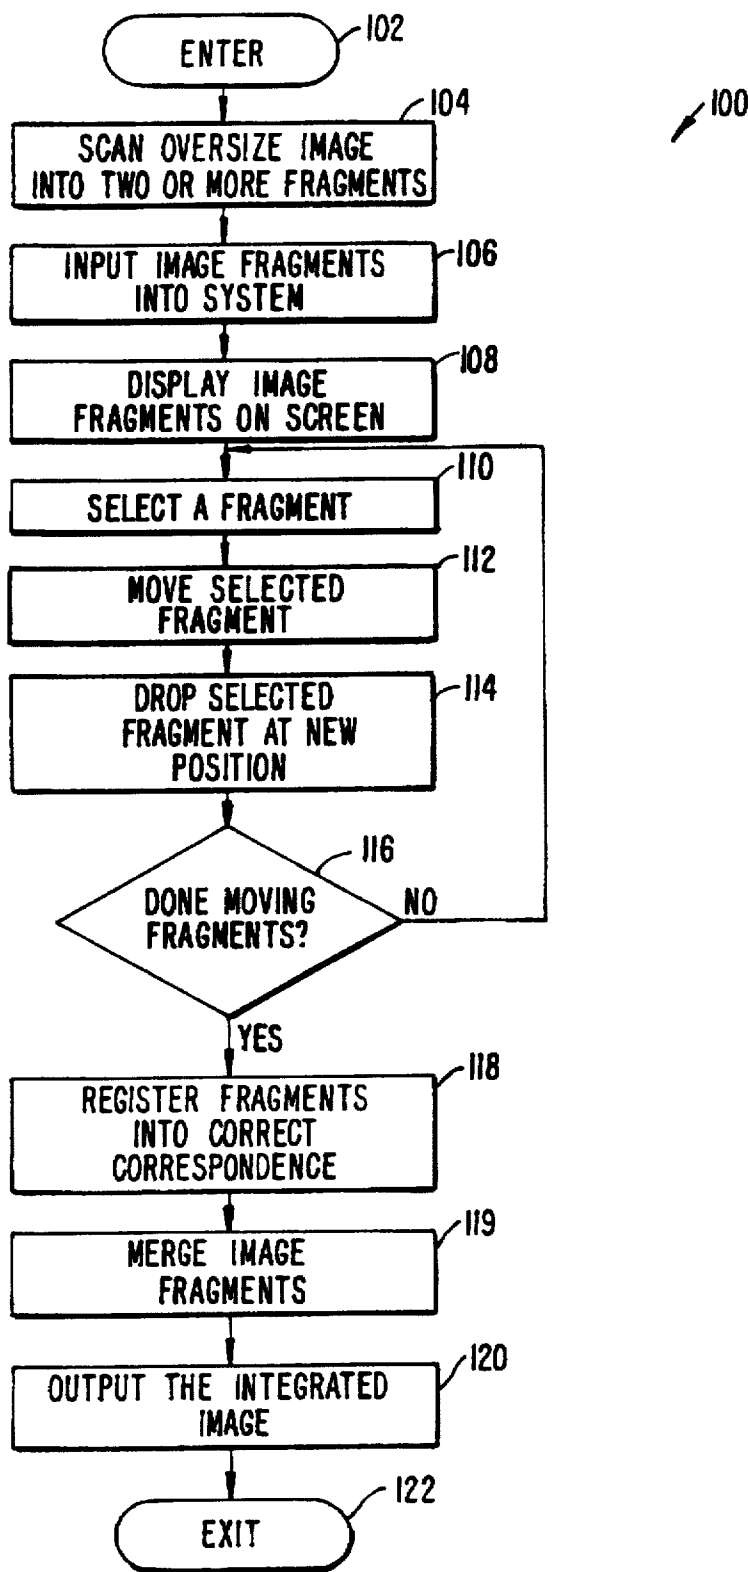 ENTER
102
100
104
SCAN OVERSIZE IMAGE
INTO TWO OR MORE FRAGMENTS
106
INPUT IMAGE FRAGMENTS
INTO SYSTEM
108
DISPLAY IMAGE
FRAGMENTS ON SCREEN
110
SELECT A FRAGMENT
112
MOVE SELECTED
FRAGMENT
114
DROP SELECTED
FRAGMENT AT NEW
POSITION
116
DONE MOVING
FRAGMENTS?
NO
YES
118
REGISTER FRAGMENTS
INTO CORRECT
CORRESPONDENCE
119
MERGE IMAGE
FRAGMENTS
120
OUTPUT THE INTEGRATED
IMAGE
122
EXIT